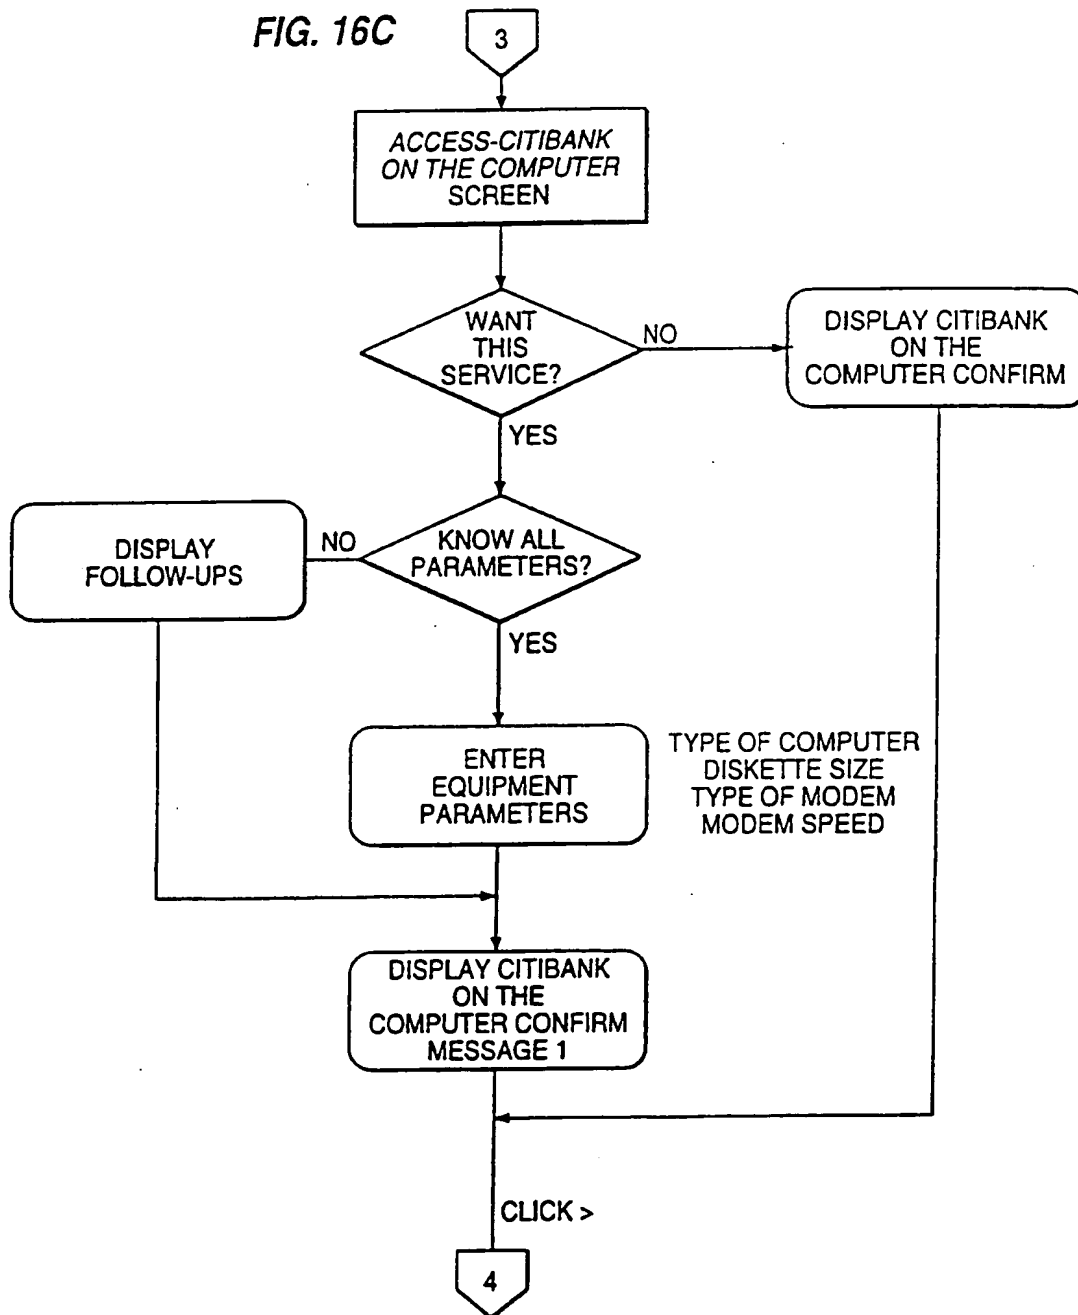 FIG. 16C
3
ACCESS-CITIBANK
ON THE COMPUTER
SCREEN
WANT
THIS
SERVICE?
NO
DISPLAY CITIBANK
ON THE
COMPUTER CONFIRM
YES
DISPLAY
FOLLOW-UPS
NO
KNOW ALL
PARAMETERS?
YES
ENTER
EQUIPMENT
PARAMETERS
TYPE OF COMPUTER
DISKETTE SIZE
TYPE OF MODEM
MODEM SPEED
DISPLAY CITIBANK
ON THE
COMPUTER CONFIRM
MESSAGE 1
CLICK >
4